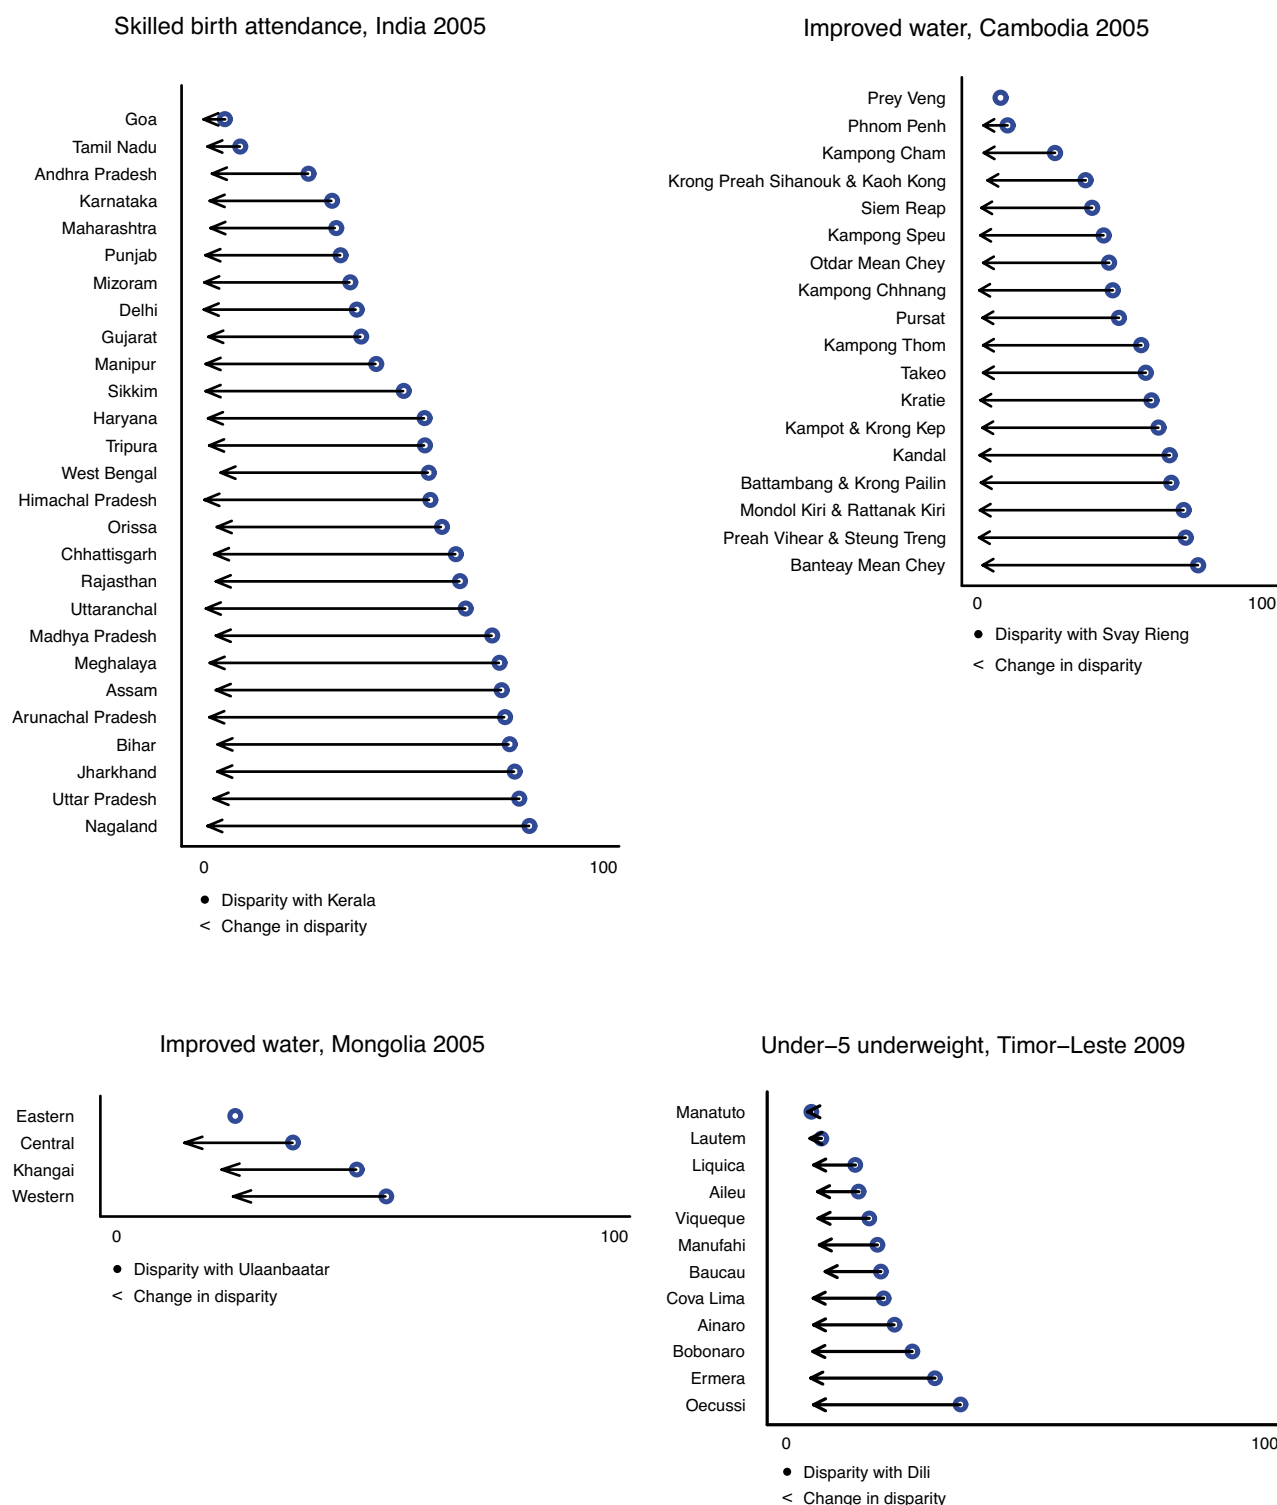 Skilled birth attendance, India 2005
Goa
Tamil Nadu
Andhra Pradesh
Karnataka
Maharashtra
Punjab
Mizoram
Delhi
Gujarat
Manipur
Sikkim
Haryana
Tripura
West Bengal
Himachal Pradesh
Orissa
Chhattisgarh
Rajasthan
Uttaranchal
Madhya Pradesh
Meghalaya
Assam
Arunachal Pradesh
Bihar
Jharkhand
Uttar Pradesh
Nagaland
0 100
● Disparity with Kerala
< Change in disparity
Improved water, Cambodia 2005
Prey Veng
Phnom Penh
Kampong Cham
Krong Preah Sihanouk & Kaoh Kong
Siem Reap
Kampong Speu
Otdar Mean Chey
Kampong Chhnang
Pursat
Kampong Thom
Takeo
Kratie
Kampot & Krong Kep
Kandal
Battambang & Krong Pailin
Mondol Kiri & Rattanak Kiri
Preah Vihear & Steung Treng
Banteay Mean Chey
0 100
● Disparity with Svay Rieng
< Change in disparity
Improved water, Mongolia 2005
Eastern
Central
Khangai
Western
0 100
● Disparity with Ulaanbaatar
< Change in disparity
Under−5 underweight, Timor−Leste 2009
Manatuto
Lautem
Liquica
Aileu
Viqueque
Manufahi
Baucau
Cova Lima
Ainaro
Bobonaro
Ermera
Oecussi
0 100
● Disparity with Dili
< Change in disparity